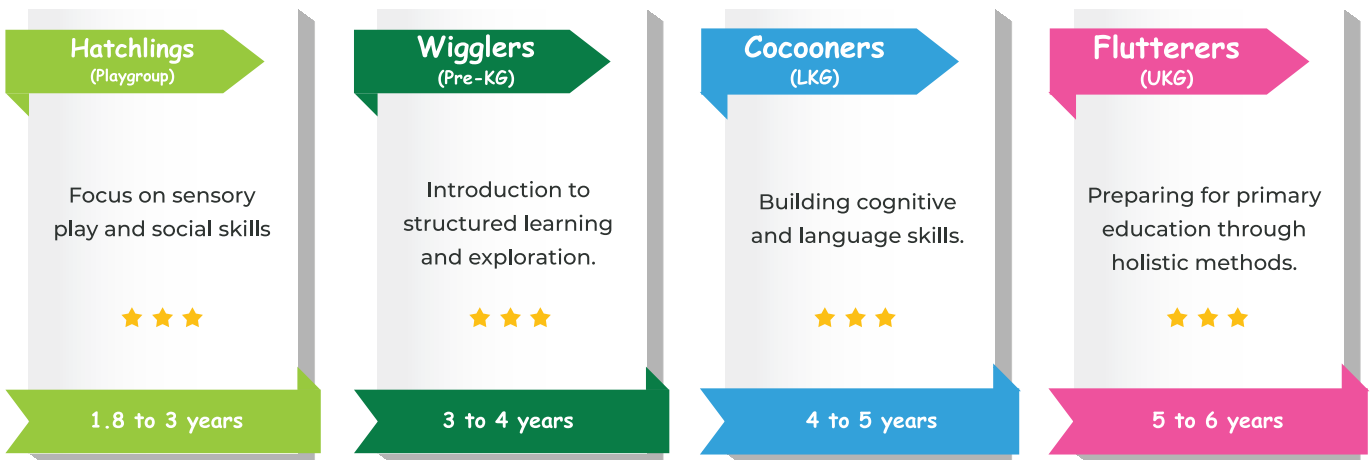 Hatchlings
(Playgroup)
Focus on sensory
play and social skills
1.8 to 3 years
Wigglers
(Pre-KG)
Introduction to
structured learning
and exploration.
3 to 4 years
Cocooners
(LKG)
Building cognitive
and language skills.
4 to 5 years
Flutterers
(UKG)
Preparing for primary
education through
holistic methods.
5 to 6 years